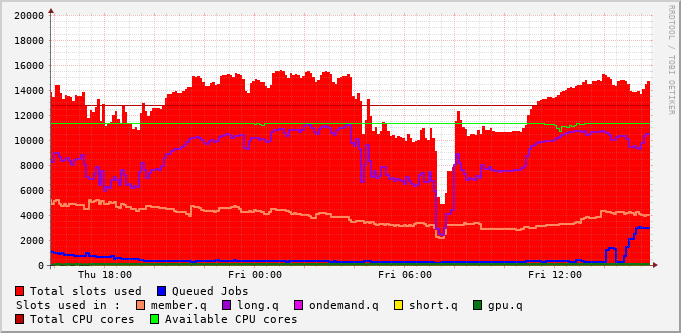 20000
18000
16000
14000
12000
10000
8000
6000
4000
2000
0
Thu 18:00 Fri 00:00 Fri 06:00 Fri 12:00
RRDTOOL / TOBI OETIKER
Total slots used Queued Jobs
Slots used in : member.q long.q ondemand.q short.q gpu.q
Total CPU cores Available CPU cores